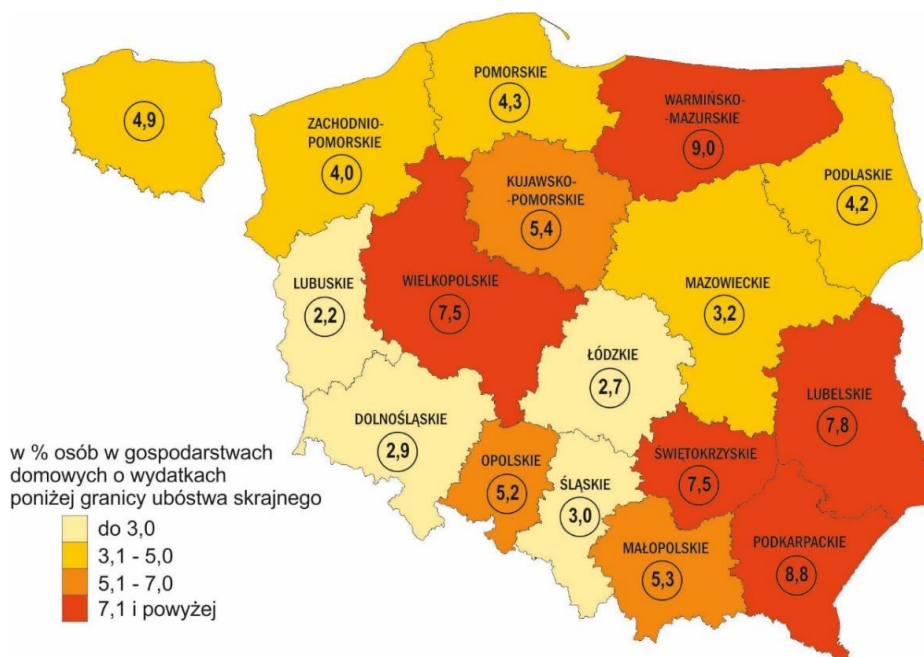 4,9
POMORSKIE
4,3
WARMIŃSKO-
-MAZURSKIE
9,0
ZACHODNIO-
POMORSKIE
4,0
KUJAWSKO-
-POMORSKIE
5,4
PODLASKIE
4,2
LUBUSKIE
2,2
WIELKOPOLSKIE
7,5
MAZOWIECKIE
3,2
ŁÓDZKIE
2,7
LUBELSKIE
7,8
DOLNOŚLĄSKIE
2,9
OPOLSKIE
5,2
ŚLĄSKIE
3,0
ŚWIĘTOKRZYSKIE
7,5
MAŁOPOLSKIE
5,3
PODKARPACKIE
8,8
w % osób w gospodarstwach
domowych o wydatkach
poniżej granicy ubóstwa skrajnego
do 3,0
3,1 - 5,0
5,1 - 7,0
7,1 i powyżej